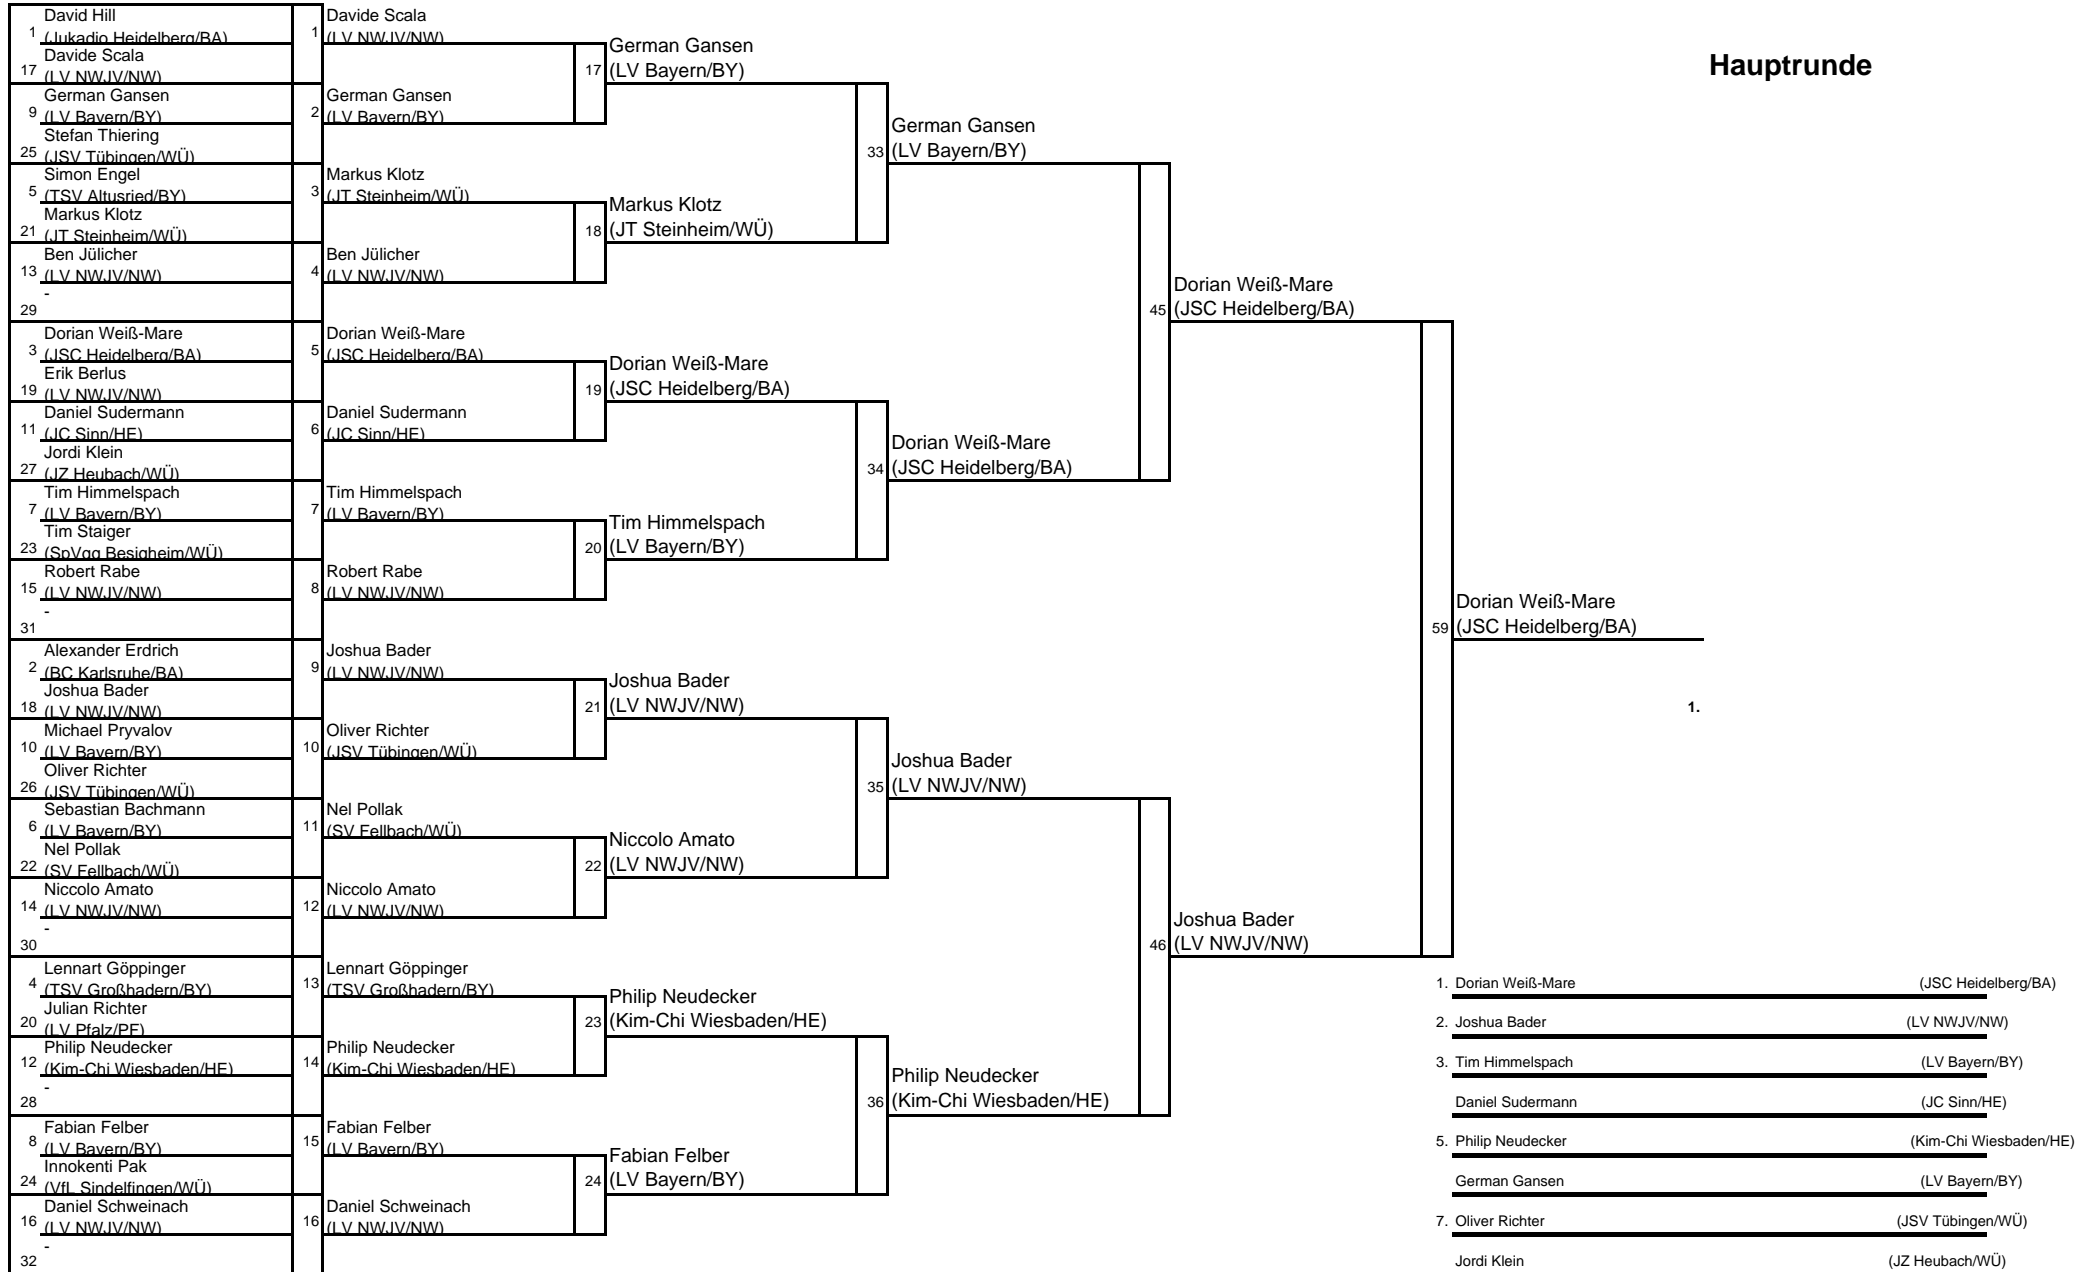 Hauptrunde
David Hill
1 (Jukadio Heidelberg/BA)
Davide Scala
17 (LV NWJV/NW)
German Gansen
9 (LV Bayern/BY)
Stefan Thiering
25 (JSV Tübingen/WÜ)
Simon Engel
5 (TSV Altusried/BY)
Markus Klotz
21 (JT Steinheim/WÜ)
Ben Jülicher
13 (LV NWJV/NW)
-
29
Dorian Weiß-Mare
3 (JSC Heidelberg/BA)
Erik Berlus
19 (LV NWJV/NW)
Daniel Sudermann
11 (JC Sinn/HE)
Jordi Klein
27 (JZ Heubach/WÜ)
Tim Himmelspach
7 (LV Bayern/BY)
Tim Staiger
23 (SpVgg Besigheim/WÜ)
Robert Rabe
15 (LV NWJV/NW)
-
31
Alexander Erdrich
2 (BC Karlsruhe/BA)
Joshua Bader
18 (LV NWJV/NW)
Michael Pryvalov
10 (LV Bayern/BY)
Oliver Richter
26 (JSV Tübingen/WÜ)
Sebastian Bachmann
6 (LV Bayern/BY)
Nel Pollak
22 (SV Fellbach/WÜ)
Niccolo Amato
14 (LV NWJV/NW)
-
30
Lennart Göppinger
4 (TSV Großhadern/BY)
Julian Richter
20 (LV Pfalz/PF)
Philip Neudecker
12 (Kim-Chi Wiesbaden/HE)
-
28
Fabian Felber
8 (LV Bayern/BY)
Innokenti Pak
24 (VfL Sindelfingen/WÜ)
Daniel Schweinach
16 (LV NWJV/NW)
-
32
Davide Scala
1 (LV NWJV/NW)
German Gansen
2 (LV Bayern/BY)
Markus Klotz
3 (JT Steinheim/WÜ)
Ben Jülicher
4 (LV NWJV/NW)
Dorian Weiß-Mare
5 (JSC Heidelberg/BA)
Daniel Sudermann
6 (JC Sinn/HE)
Tim Himmelspach
7 (LV Bayern/BY)
Robert Rabe
8 (LV NWJV/NW)
Joshua Bader
9 (LV NWJV/NW)
Oliver Richter
10 (JSV Tübingen/WÜ)
Nel Pollak
11 (SV Fellbach/WÜ)
Niccolo Amato
12 (LV NWJV/NW)
Lennart Göppinger
13 (TSV Großhadern/BY)
Philip Neudecker
14 (Kim-Chi Wiesbaden/HE)
Fabian Felber
15 (LV Bayern/BY)
Daniel Schweinach
16 (LV NWJV/NW)
German Gansen
17 (LV Bayern/BY)
Markus Klotz
18 (JT Steinheim/WÜ)
Dorian Weiß-Mare
19 (JSC Heidelberg/BA)
Tim Himmelspach
20 (LV Bayern/BY)
Joshua Bader
21 (LV NWJV/NW)
Niccolo Amato
22 (LV NWJV/NW)
Philip Neudecker
23 (Kim-Chi Wiesbaden/HE)
Fabian Felber
24 (LV Bayern/BY)
German Gansen
33 (LV Bayern/BY)
Dorian Weiß-Mare
34 (JSC Heidelberg/BA)
Joshua Bader
35 (LV NWJV/NW)
Philip Neudecker
36 (Kim-Chi Wiesbaden/HE)
Dorian Weiß-Mare
45 (JSC Heidelberg/BA)
Joshua Bader
46 (LV NWJV/NW)
Dorian Weiß-Mare
59 (JSC Heidelberg/BA)
1.
1. Dorian Weiß-Mare (JSC Heidelberg/BA)
2. Joshua Bader (LV NWJV/NW)
3. Tim Himmelspach (LV Bayern/BY)
Daniel Sudermann (JC Sinn/HE)
5. Philip Neudecker (Kim-Chi Wiesbaden/HE)
German Gansen (LV Bayern/BY)
7. Oliver Richter (JSV Tübingen/WÜ)
Jordi Klein (JZ Heubach/WÜ)